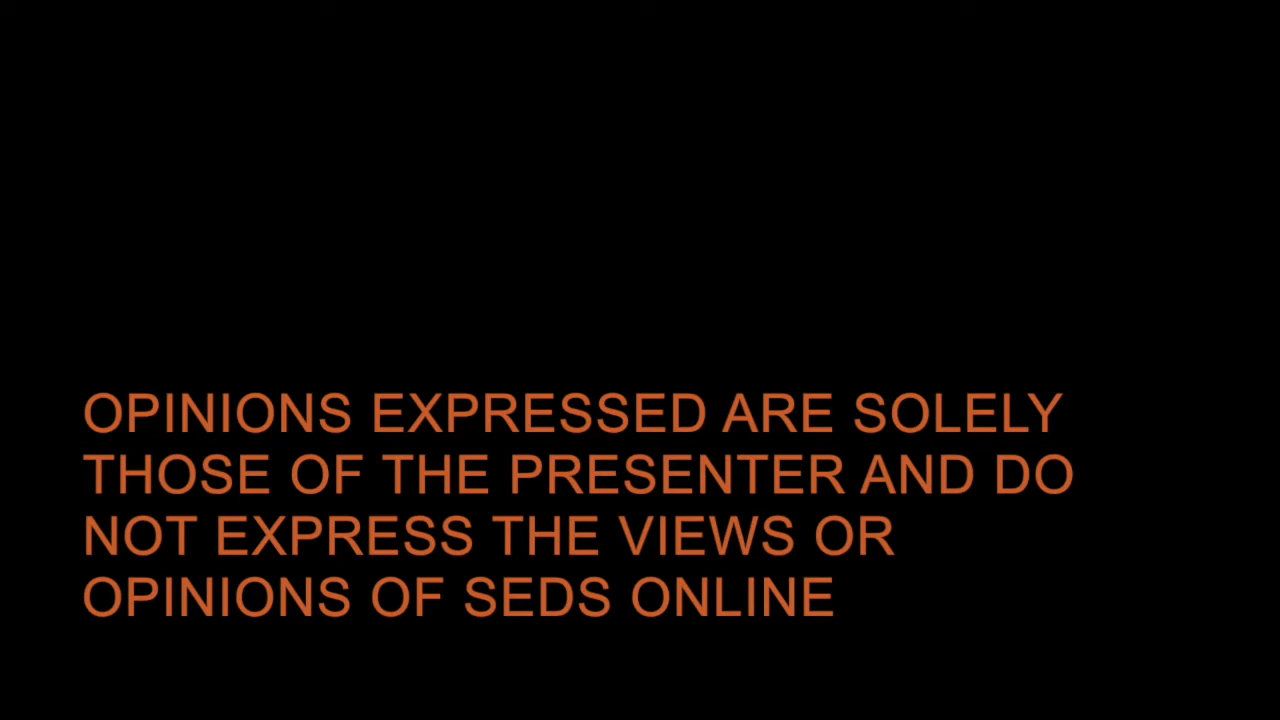 OPINIONS EXPRESSED ARE SOLELY
THOSE OF THE PRESENTER AND DO
NOT EXPRESS THE VIEWS OR
OPINIONS OF SEDS ONLINE